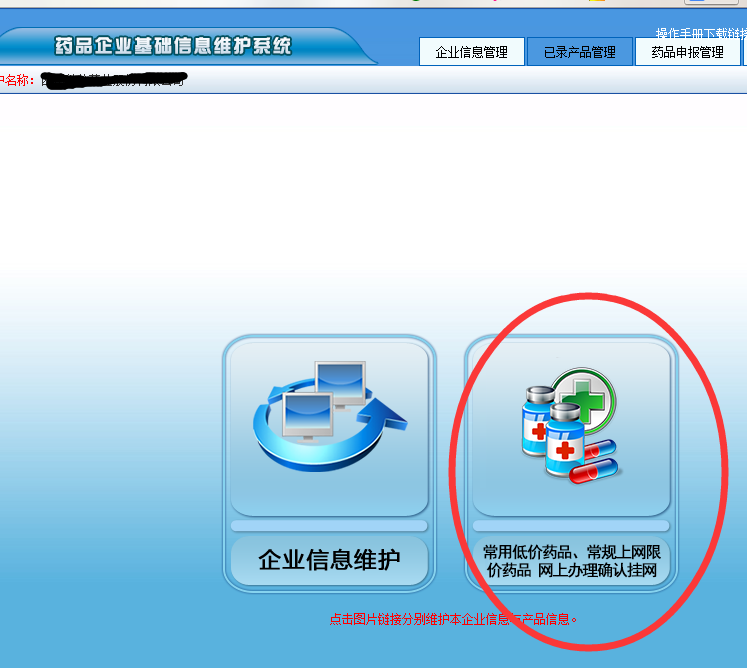 操作手册下载链接
药品企业基础信息维护系统
企业信息管理
已录产品管理
药品申报管理
户名称：
企业信息维护
常用低价药品、常规上网限
价药品 网上办理确认挂网
点击图片链接分别维护本企业信息与产品信息。